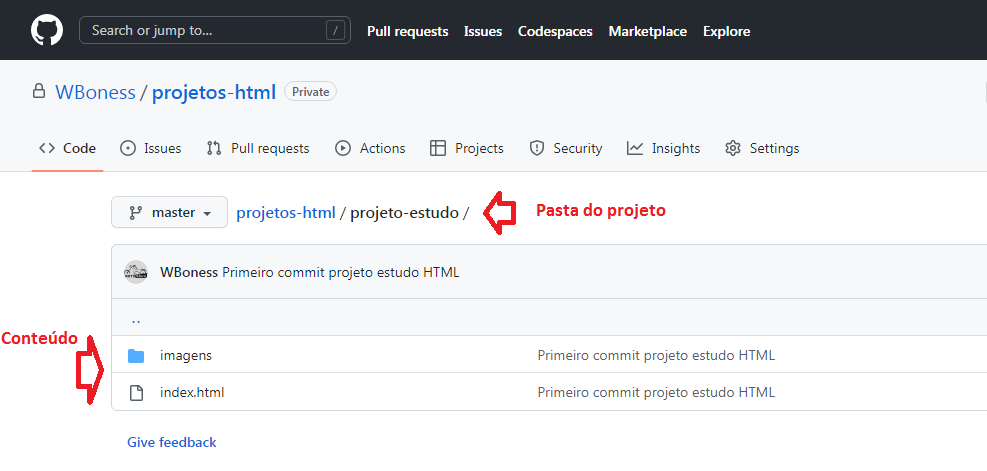 Search or jump to... /
Pull requests Issues Codespaces Marketplace Explore
WBoness / projetos-html Private
Code Issues Pull requests Actions Projects Security Insights Settings
master projetos-html / projeto-estudo / Pasta do projeto
WBoness Primeiro commit projeto estudo HTML
..
Conteúdo
imagens Primeiro commit projeto estudo HTML
index.html Primeiro commit projeto estudo HTML
Give feedback